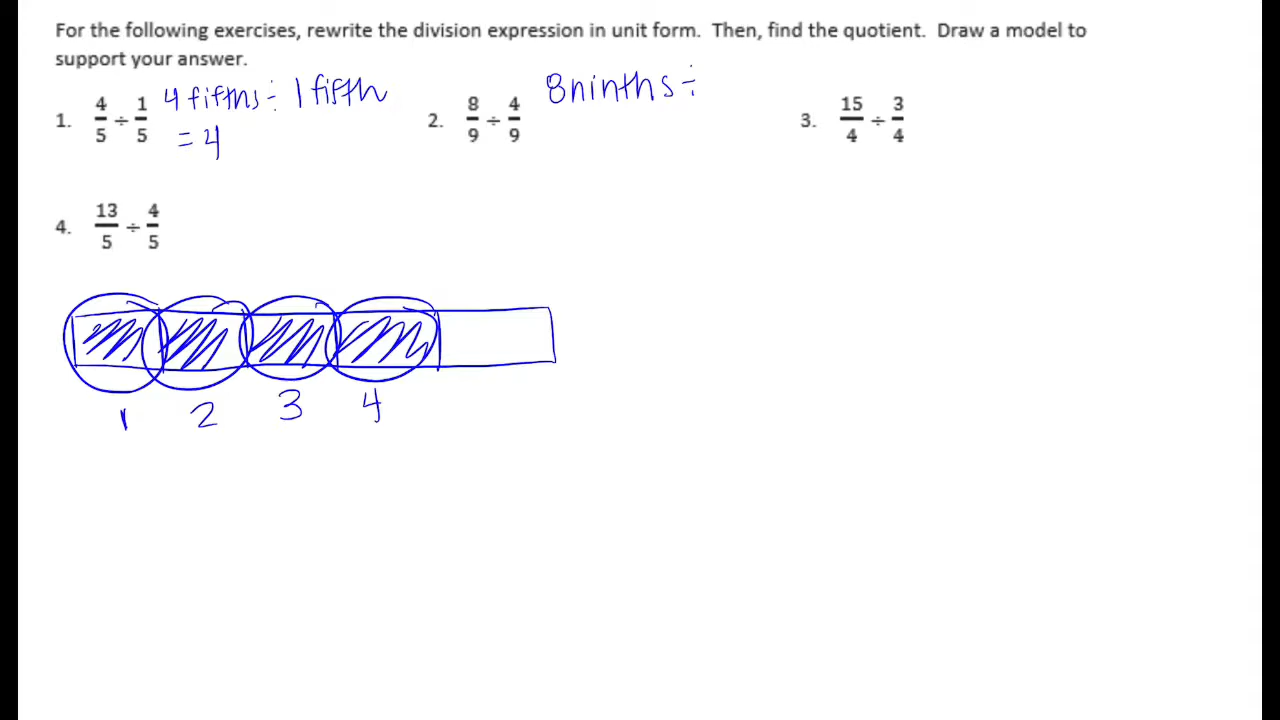 For the following exercises, rewrite the division expression in unit form. Then, find the quotient. Draw a model to
support your answer.
1. 4/5 ÷ 1/5 4 fifths ÷ 1 fifth
= 4
2. 8/9 ÷ 4/9 8 ninths ÷
3. 15/4 ÷ 3/4
4. 13/5 ÷ 4/5
1 2 3 4